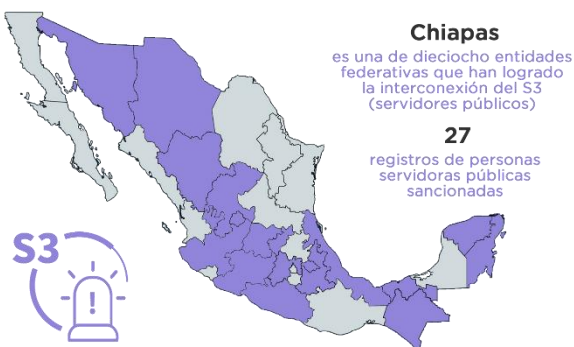 Chiapas
es una de dieciocho entidades
federativas que han logrado
la interconexión del S3
(servidores públicos)
27
registros de personas
servidoras públicas
sancionadas
S3